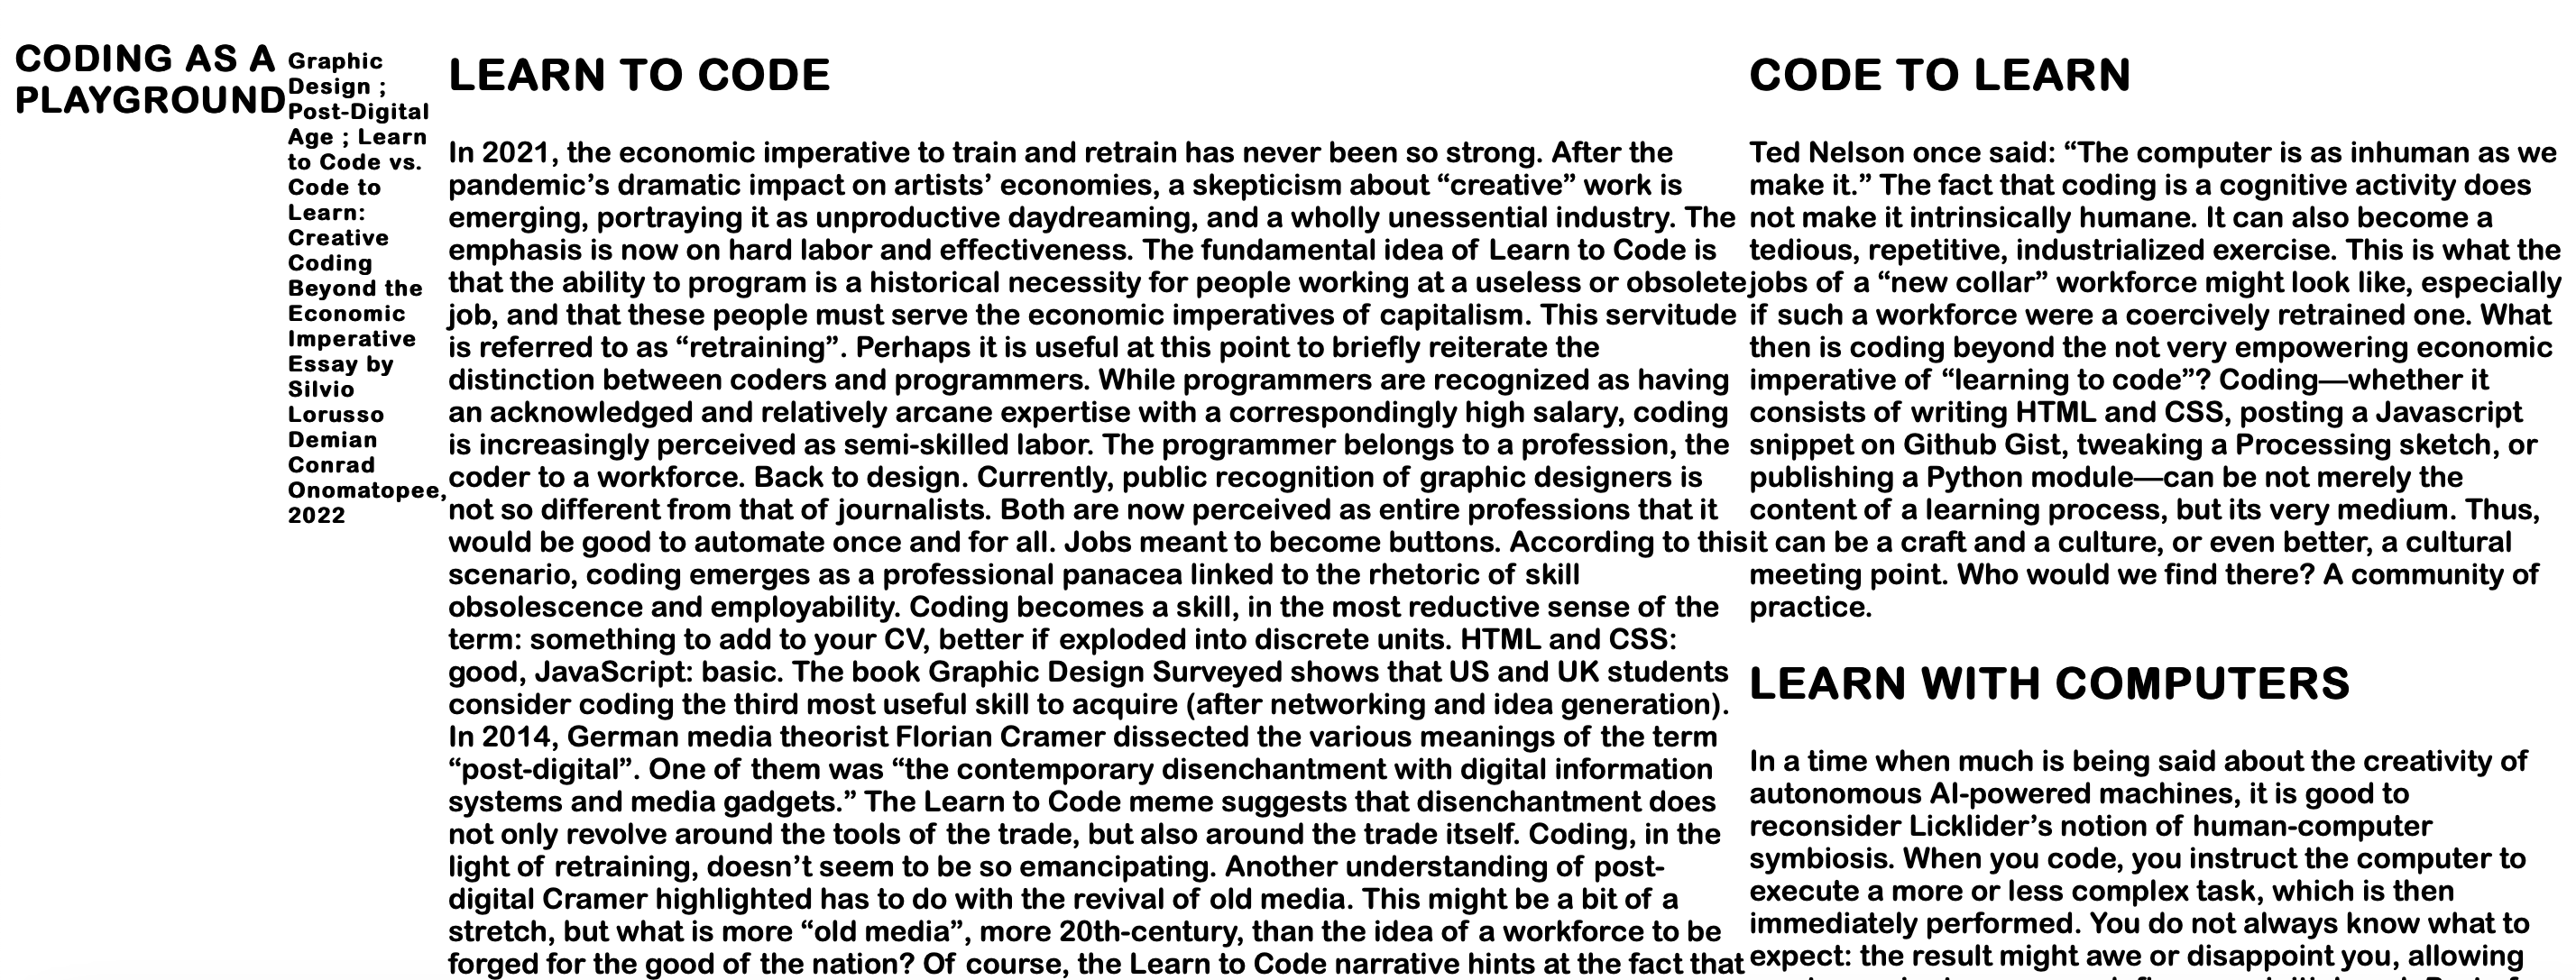 CODING AS A
PLAYGROUND
Graphic
Design ;
Post-Digital
Age ; Learn
to Code vs.
Code to
Learn:
Creative
Coding
Beyond the
Economic
Imperative
Essay by
Silvio
Lorusso
Demian
Conrad
Onomatopee,
2022
LEARN TO CODE
In 2021, the economic imperative to train and retrain has never been so strong. After the
pandemic’s dramatic impact on artists’ economies, a skepticism about “creative” work is
emerging, portraying it as unproductive daydreaming, and a wholly unessential industry. The
emphasis is now on hard labor and effectiveness. The fundamental idea of Learn to Code is
that the ability to program is a historical necessity for people working at a useless or obsolete
job, and that these people must serve the economic imperatives of capitalism. This servitude
is referred to as “retraining”. Perhaps it is useful at this point to briefly reiterate the
distinction between coders and programmers. While programmers are recognized as having
an acknowledged and relatively arcane expertise with a correspondingly high salary, coding
is increasingly perceived as semi-skilled labor. The programmer belongs to a profession, the
coder to a workforce. Back to design. Currently, public recognition of graphic designers is
not so different from that of journalists. Both are now perceived as entire professions that it
would be good to automate once and for all. Jobs meant to become buttons. According to this
scenario, coding emerges as a professional panacea linked to the rhetoric of skill
obsolescence and employability. Coding becomes a skill, in the most reductive sense of the
term: something to add to your CV, better if exploded into discrete units. HTML and CSS:
good, JavaScript: basic. The book Graphic Design Surveyed shows that US and UK students
consider coding the third most useful skill to acquire (after networking and idea generation).
In 2014, German media theorist Florian Cramer dissected the various meanings of the term
“post-digital”. One of them was “the contemporary disenchantment with digital information
systems and media gadgets.” The Learn to Code meme suggests that disenchantment does
not only revolve around the tools of the trade, but also around the trade itself. Coding, in the
light of retraining, doesn’t seem to be so emancipating. Another understanding of post-
digital Cramer highlighted has to do with the revival of old media. This might be a bit of a
stretch, but what is more “old media”, more 20th-century, than the idea of a workforce to be
forged for the good of the nation? Of course, the Learn to Code narrative hints at the fact that
CODE TO LEARN
Ted Nelson once said: “The computer is as inhuman as we
make it.” The fact that coding is a cognitive activity does
not make it intrinsically humane. It can also become a
tedious, repetitive, industrialized exercise. This is what the
jobs of a “new collar” workforce might look like, especially
if such a workforce were a coercively retrained one. What
then is coding beyond the not very empowering economic
imperative of “learning to code”? Coding—whether it
consists of writing HTML and CSS, posting a Javascript
snippet on Github Gist, tweaking a Processing sketch, or
publishing a Python module—can be not merely the
content of a learning process, but its very medium. Thus,
it can be a craft and a culture, or even better, a cultural
meeting point. Who would we find there? A community of
practice.
LEARN WITH COMPUTERS
In a time when much is being said about the creativity of
autonomous AI-powered machines, it is good to
reconsider Licklider’s notion of human-computer
symbiosis. When you code, you instruct the computer to
execute a more or less complex task, which is then
immediately performed. You do not always know what to
expect: the result might awe or disappoint you, allowing